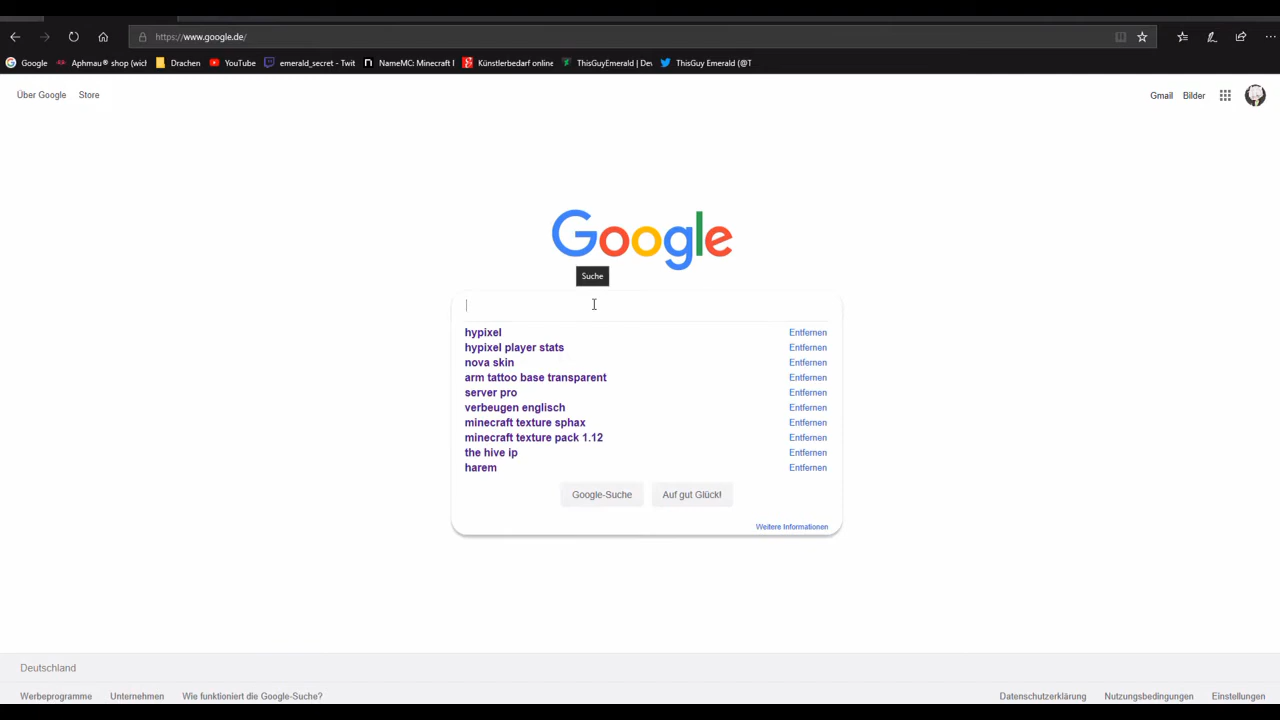 https://www.google.de/
Google Aphmau® shop (wicl Drachen YouTube emerald_secret - Twit NameMC: Minecraft I Künstlerbedarf online ThisGuyEmerald | Dev ThisGuy Emerald (@T
Über Google Store Gmail Bilder
Google
Suche
hypixel Entfernen
hypixel player stats Entfernen
nova skin Entfernen
arm tattoo base transparent Entfernen
server pro Entfernen
verbeugen englisch Entfernen
minecraft texture sphax Entfernen
minecraft texture pack 1.12 Entfernen
the hive ip Entfernen
harem Entfernen
Google-Suche Auf gut Glück!
Weitere Informationen
Deutschland
Werbeprogramme Unternehmen Wie funktioniert die Google-Suche? Datenschutzerklärung Nutzungsbedingungen Einstellungen